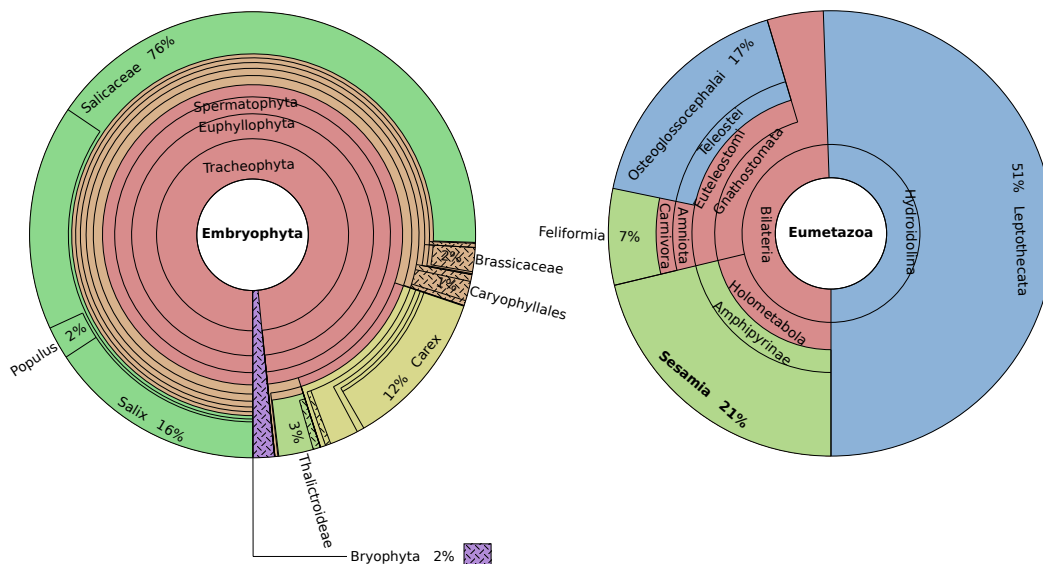 Salicaceae 76%
Spermatophyta
Euphyllophyta
Tracheophyta
Embryophyta
2%
Brassicaceae
1%
Caryophyllales
12% Carex
3%
Thalictroideae
Populus
2%
Salix 16%
Bryophyta 2%
Osteoglossocephalai 17%
Teleostei
Euteleostomi
Gnathostomata
Feliformia
7%
Carnivora
Amniota
Bilateria
Eumetazoa
Hydroidolina
51% Leptothecata
Holometabola
Amphipyrinae
Sesamia 21%